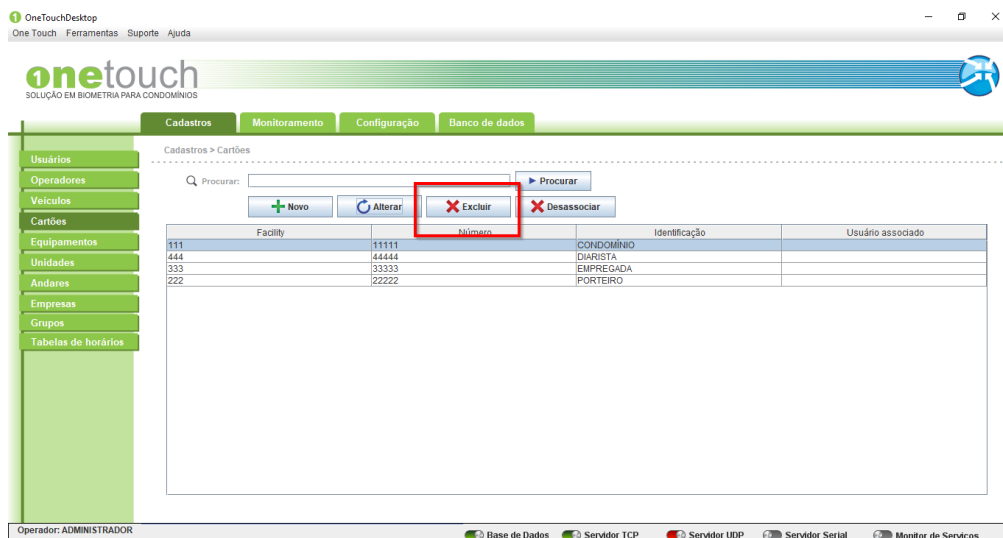 OneTouchDesktop
One Touch Ferramentas Suporte Ajuda
onetouch
SOLUÇÃO EM BIOMETRIA PARA CONDOMÍNIOS
Cadastros Monitoramento Configuração Banco de dados
Cadastros > Cartões
Usuários
Operadores
Veículos
Cartões
Equipamentos
Unidades
Andares
Empresas
Grupos
Tabelas de horários
Procurar: Procurar
Novo Alterar Excluir Desassociar
Facility Número Identificação Usuário associado
111 11111 CONDOMÍNIO
444 44444 DIARISTA
333 33333 EMPREGADA
222 22222 PORTEIRO
Operador: ADMINISTRADOR
Base de Dados Servidor TCP Servidor UDP Servidor Serial Monitor de Serviços